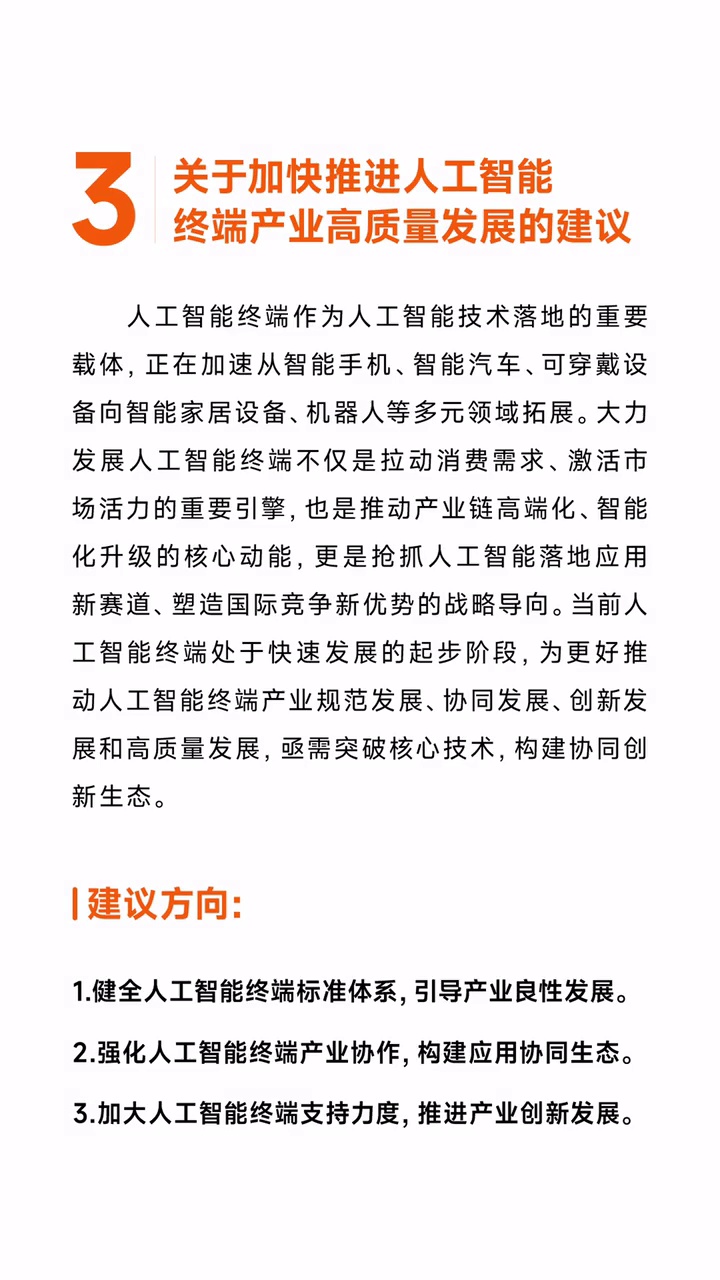 3
关于加快推进人工智能
终端产业高质量发展的建议
人工智能终端作为人工智能技术落地的重要
载体，正在加速从智能手机、智能汽车、可穿戴设
备向智能家居设备、机器人等多元领域拓展。大力
发展人工智能终端不仅是拉动消费需求、激活市
场活力的重要引擎，也是推动产业链高端化、智能
化升级的核心动能，更是抢抓人工智能落地应用
新赛道、塑造国际竞争新优势的战略导向。当前人
工智能终端处于快速发展的起步阶段，为更好推
动人工智能终端产业规范发展、协同发展、创新发
展和高质量发展，亟需突破核心技术，构建协同创
新生态。
建议方向：
1.健全人工智能终端标准体系，引导产业良性发展。
2.强化人工智能终端产业协作，构建应用协同生态。
3.加大人工智能终端支持力度，推进产业创新发展。